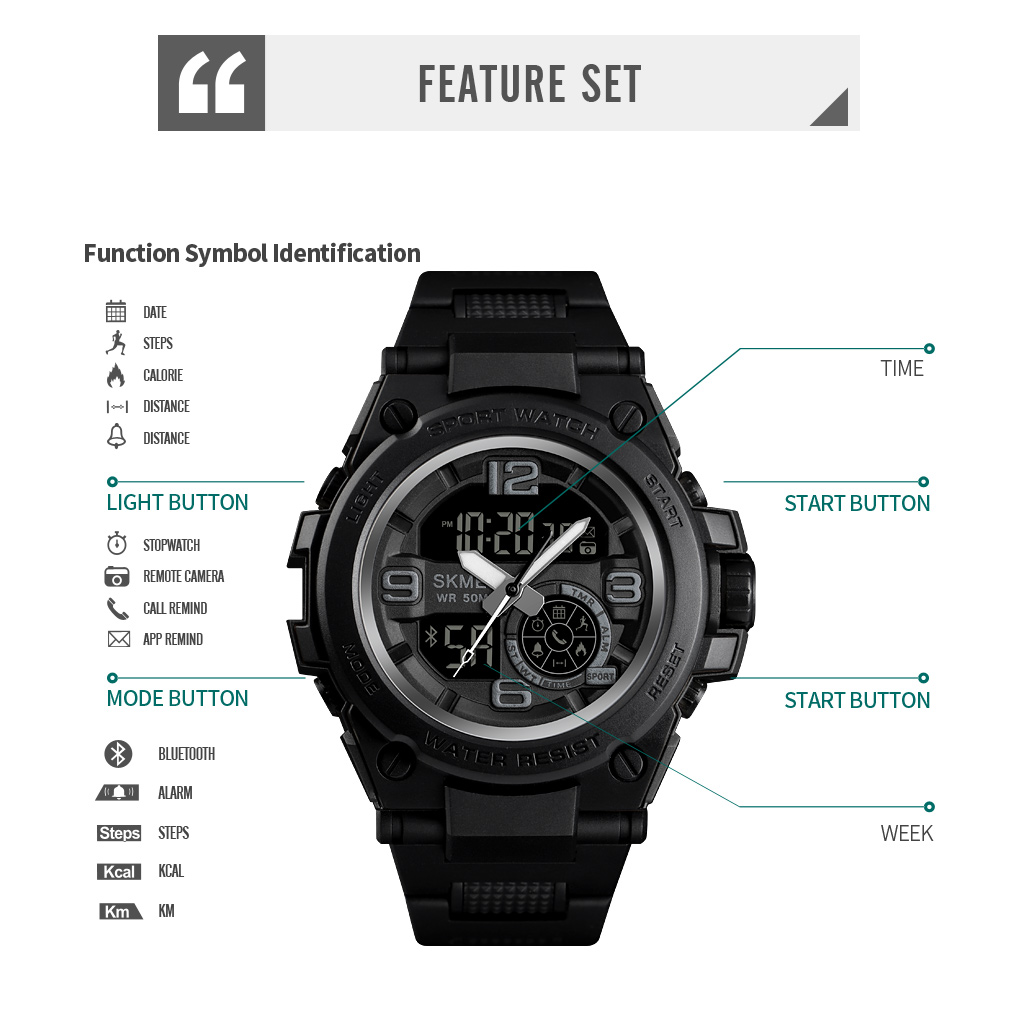 “ FEATURE SET
Function Symbol Identification
DATE
STEPS
CALORIE
DISTANCE
DISTANCE
LIGHT BUTTON
STOPWATCH
REMOTE CAMERA
CALL REMIND
APP REMIND
MODE BUTTON
BLUETOOTH
ALARM
Steps STEPS
Kcal KCAL
Km KM
TIME
START BUTTON
START BUTTON
WEEK
SPORT WATCH
LIGHT
START
12
PM 10:20
9
SKME
3
WR 50M
TMR
ALM
SA
ST
WT
TIME
SPORT
6
MODE
RESET
WATER RESIST